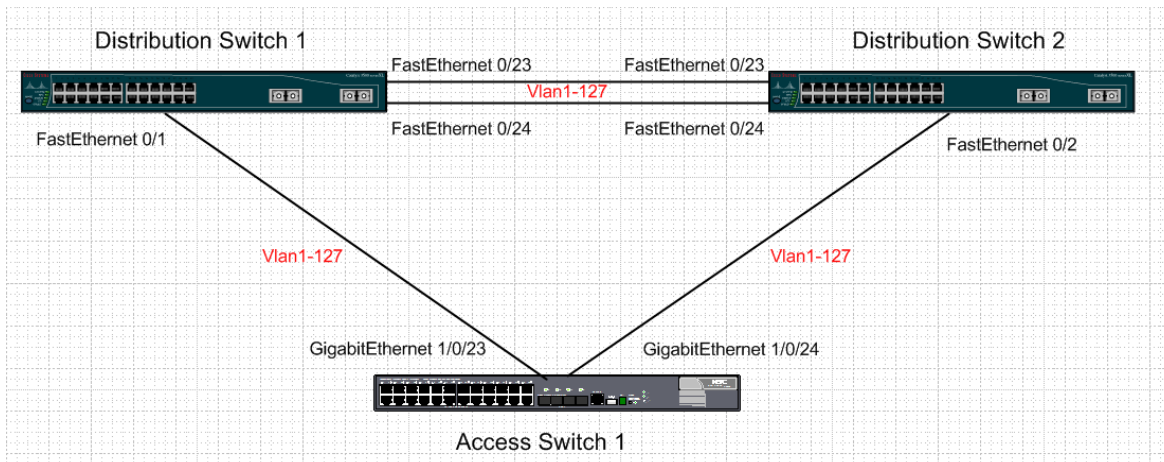 Distribution Switch 1
Distribution Switch 2
FastEthernet 0/23
FastEthernet 0/23
Vlan1-127
FastEthernet 0/24
FastEthernet 0/24
FastEthernet 0/1
FastEthernet 0/2
Vlan1-127
Vlan1-127
GigabitEthernet 1/0/23
GigabitEthernet 1/0/24
H3C
Access Switch 1